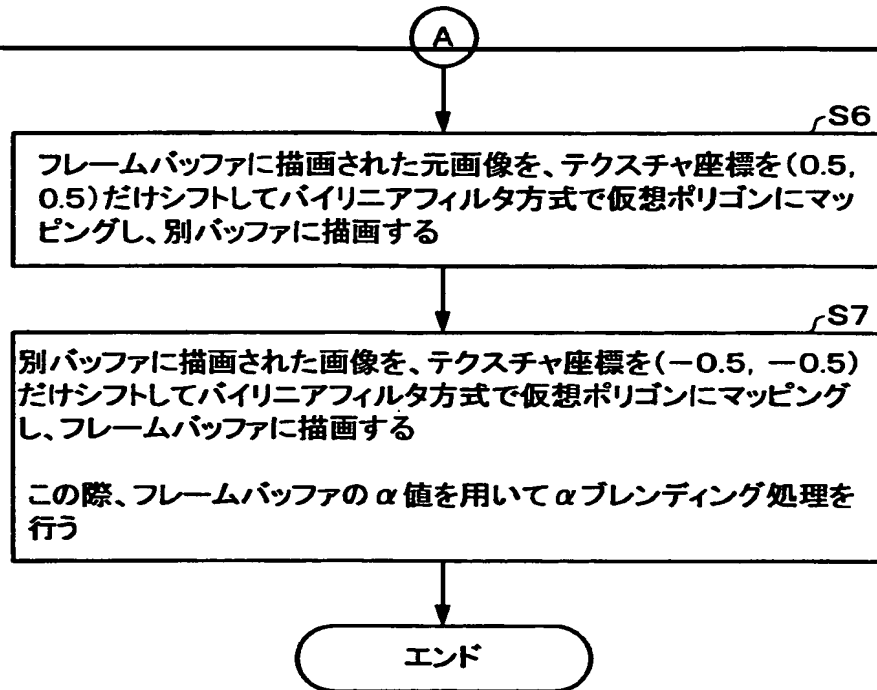 A
S6
フレームバッファに描画された元画像を、テクスチャ座標を(0.5,
0.5)だけシフトしてバイリニアフィルタ方式で仮想ポリゴンにマッ
ピングし、別バッファに描画する
S7
別バッファに描画された画像を、テクスチャ座標を(－0.5, －0.5)
だけシフトしてバイリニアフィルタ方式で仮想ポリゴンにマッピング
し、フレームバッファに描画する
この際、フレームバッファのα値を用いてαブレンディング処理を
行う
エンド